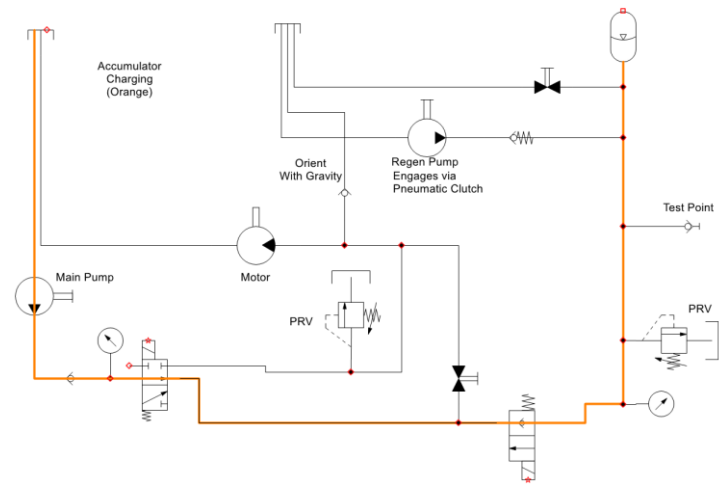 Accumulator
Charging
(Orange)
Orient
With Gravity
Regen Pump
Engages via
Pneumatic Clutch
Test Point
Main Pump
Motor
PRV
PRV